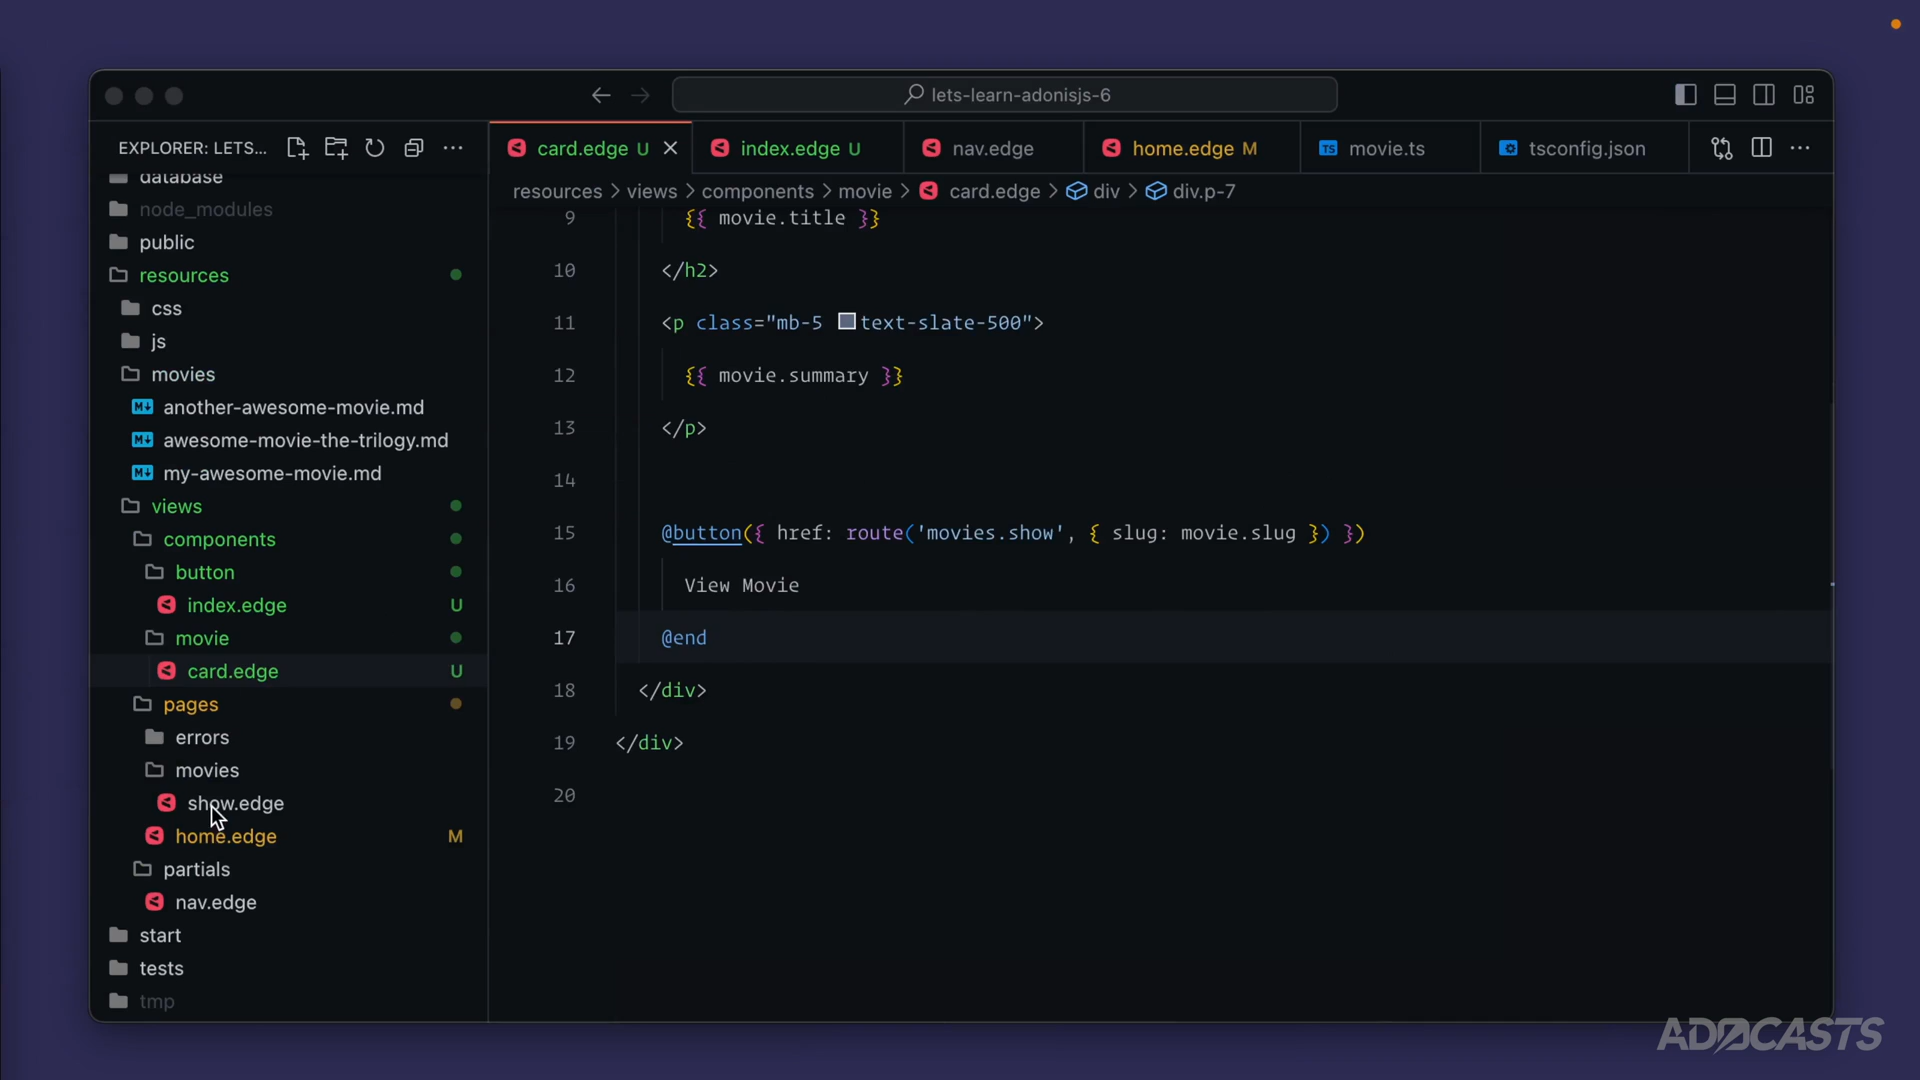 lets-learn-adonisjs-6
EXPLORER: LETS...
database
node_modules
public
resources
css
js
movies
another-awesome-movie.md
awesome-movie-the-trilogy.md
my-awesome-movie.md
views
components
button
index.edge U
movie
card.edge U
pages
errors
movies
show.edge
home.edge M
partials
nav.edge
start
tests
tmp
card.edge U
index.edge U
nav.edge
home.edge M
TS movie.ts
tsconfig.json
resources > views > components > movie > card.edge > div > div.p-7
9 {{ movie.title }}
10 </h2>
11 <p class="mb-5 text-slate-500">
12 {{ movie.summary }}
13 </p>
14
15 @button({ href: route('movies.show', { slug: movie.slug }) })
16 View Movie
17 @end
18 </div>
19 </div>
20
ADOCASTS